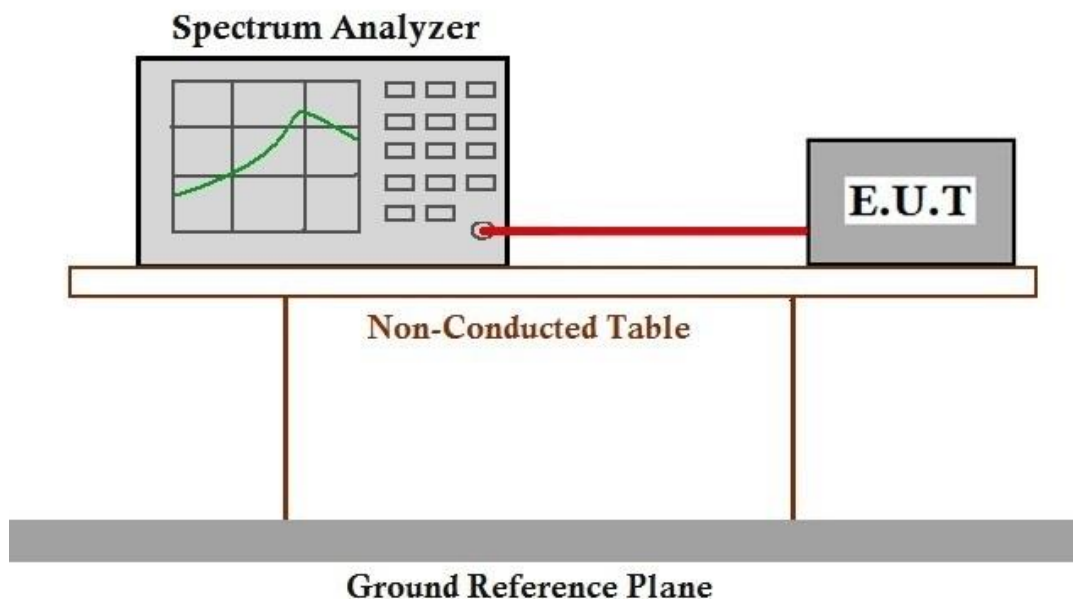 Spectrum Analyzer
E.U.T
Non-Conducted Table
Ground Reference Plane